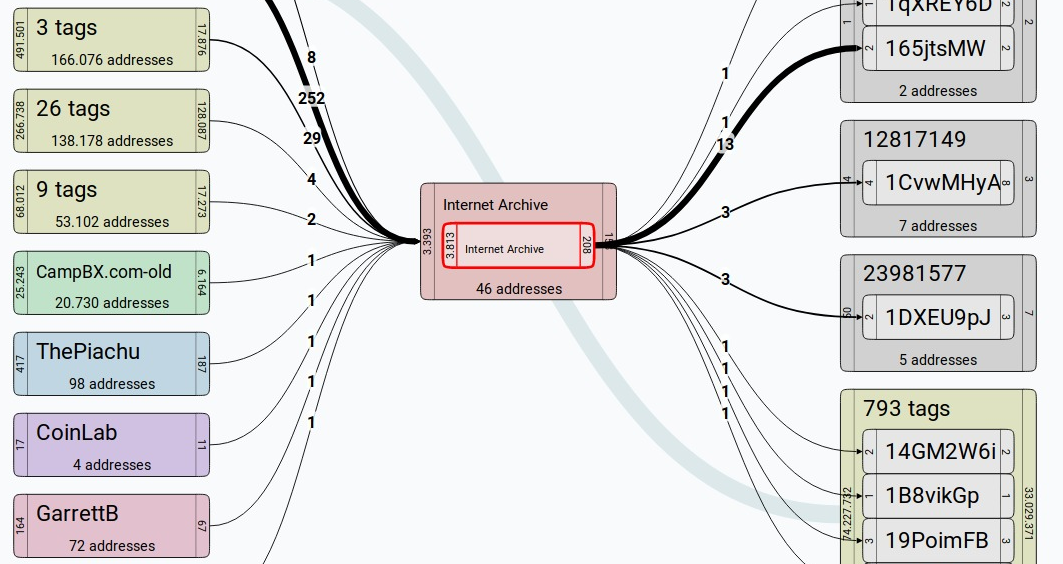 3 tags
491.501
17.876
166.076 addresses
26 tags
266.738
128.087
138.178 addresses
9 tags
68.012
17.273
53.102 addresses
CampBX.com-old
25.243
6.164
20.730 addresses
ThePiachu
417
187
98 addresses
CoinLab
17
11
4 addresses
GarrettB
164
67
72 addresses
8
252
29
4
2
1
1
1
1
1
Internet Archive
3.393
3.813
Internet Archive
208
46 addresses
1
1
13
3
3
1
1
1
1
1qXREY6D
1
1
2
2
2
165jtsMW
2
2 addresses
12817149
4
4
1CvwMHyA
8
3
7 addresses
23981577
2
1DXEU9pJ
3
7
5 addresses
793 tags
74.227.732
33.029.371
2
14GM2W6i
2
1
1B8vikGp
1
3
19PoimFB
3